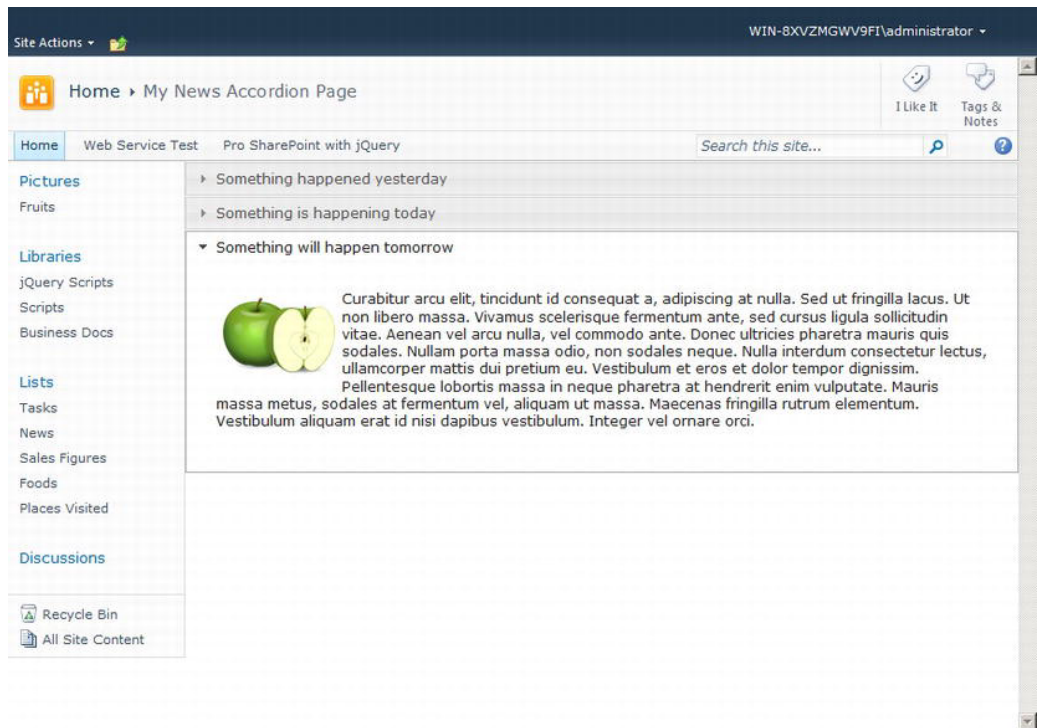 Site Actions
WIN-8XVZMGWV9FI\administrator
Home ▸ My News Accordion Page
I Like It
Tags &
Notes
Home Web Service Test Pro SharePoint with jQuery
Search this site...
Pictures
Fruits
Libraries
jQuery Scripts
Scripts
Business Docs
Lists
Tasks
News
Sales Figures
Foods
Places Visited
Discussions
Recycle Bin
All Site Content
Something happened yesterday
Something is happening today
Something will happen tomorrow
Curabitur arcu elit, tincidunt id consequat a, adipiscing at nulla. Sed ut fringilla lacus. Ut
non libero massa. Vivamus scelerisque fermentum ante, sed cursus ligula sollicitudin
vitae. Aenean vel arcu nulla, vel commodo ante. Donec ultricies pharetra mauris quis
sodales. Nullam porta massa odio, non sodales neque. Nulla interdum consectetur lectus,
ullamcorper mattis dui pretium eu. Vestibulum et eros et dolor tempor dignissim.
Pellentesque lobortis massa in neque pharetra at hendrerit enim vulputate. Mauris
massa metus, sodales at fermentum vel, aliquam ut massa. Maecenas fringilla rutrum elementum.
Vestibulum aliquam erat id nisi dapibus vestibulum. Integer vel ornare orci.